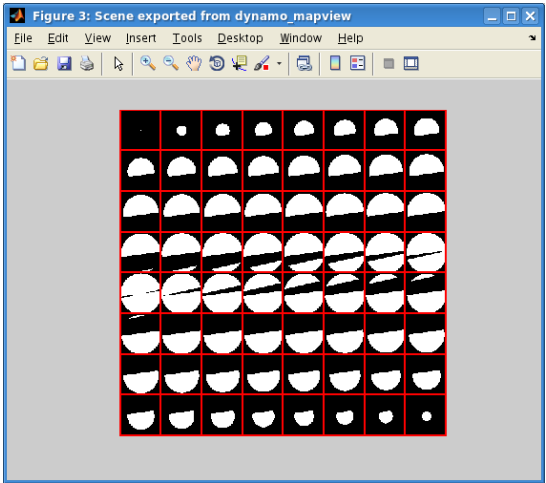 Figure 3: Scene exported from dynamo_mapview
File Edit View Insert Tools Desktop Window Help